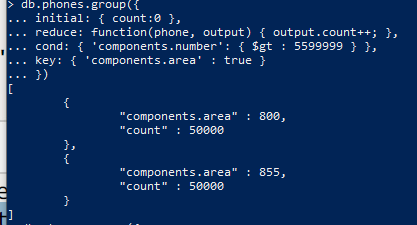 > db.phones.group({
... initial: { count:0 },
... reduce: function(phone, output) { output.count++; },
... cond: { 'components.number': { $gt : 5599999 } },
... key: { 'components.area' : true }
... })
[
{
"components.area" : 800,
"count" : 50000
},
{
"components.area" : 855,
"count" : 50000
}
]